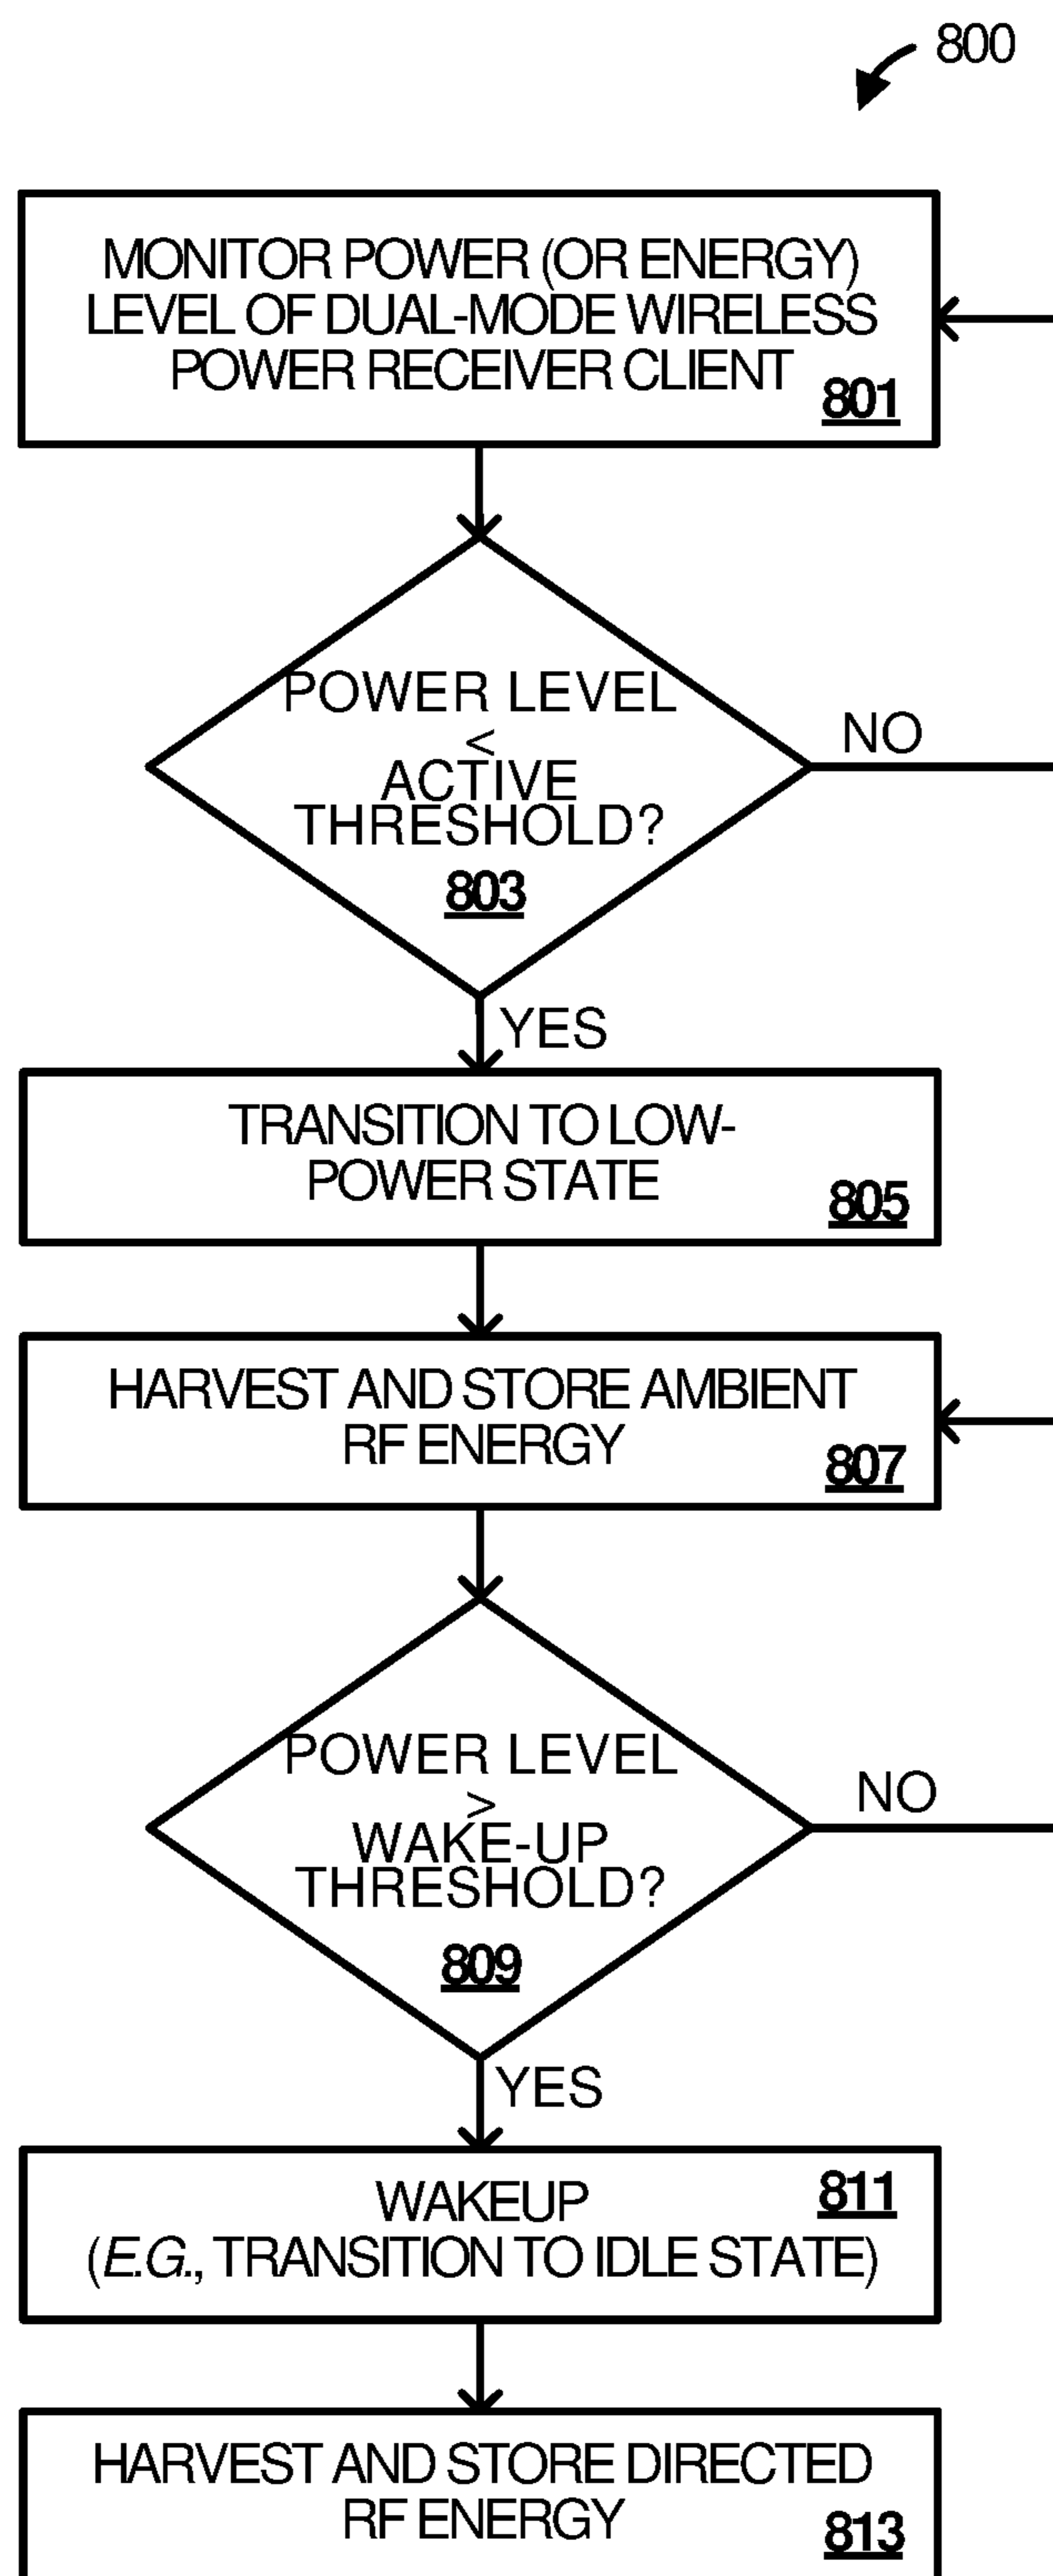 800
MONITOR POWER (OR ENERGY)
LEVEL OF DUAL-MODE WIRELESS
POWER RECEIVER CLIENT
801
POWER LEVEL
<
ACTIVE
THRESHOLD?
803
NO
YES
TRANSITION TO LOW-
POWER STATE
805
HARVEST AND STORE AMBIENT
RF ENERGY
807
POWER LEVEL
>
WAKE-UP
THRESHOLD?
809
NO
YES
WAKEUP
811
(E.G., TRANSITION TO IDLE STATE)
HARVEST AND STORE DIRECTED
RF ENERGY
813